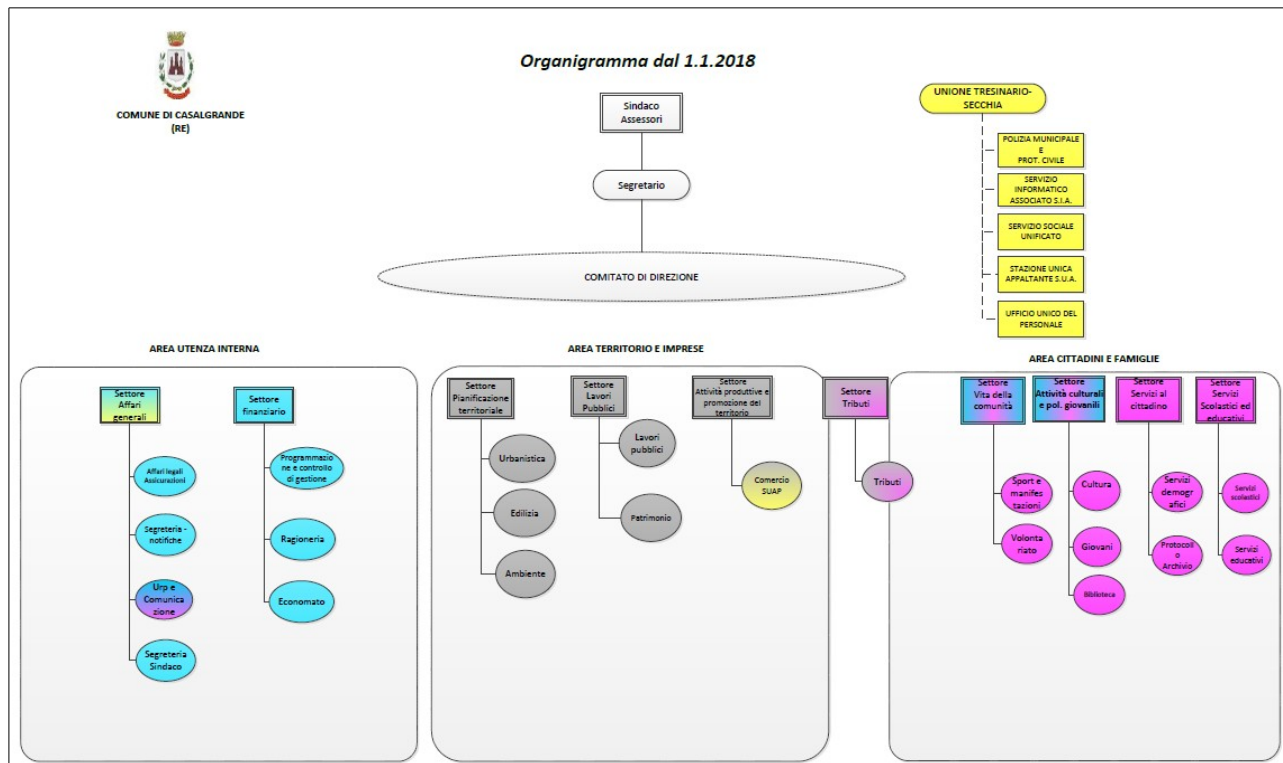 Organigramma dal 1.1.2018
COMUNE DI CASALGRANDE
(RE)
Sindaco
Assessori
Segretario
COMITATO DI DIREZIONE
UNIONE TRESINARIO-
SECCHIA
POLIZIA MUNICIPALE
E
PROT. CIVILE
SERVIZIO
INFORMATICO
ASSOCIATO S.I.A.
SERVIZIO SOCIALE
UNIFICATO
STAZIONE UNICA
APPALTANTE S.U.A.
UFFICIO UNICO DEL
PERSONALE
AREA UTENZA INTERNA
Settore
Affari
generali
Affari legali
Assicurazioni
Segreteria -
notifiche
Urp e
Comunica
zione
Segreteria
Sindaco
Settore
finanziario
Programmazio
ne e controllo
di gestione
Ragioneria
Economato
AREA TERRITORIO E IMPRESE
Settore
Pianificazione
territoriale
Urbanistica
Edilizia
Ambiente
Settore
Lavori
Pubblici
Lavori
pubblici
Patrimonio
Settore
Attività produttive e
promozione del
territorio
Comercio
SUAP
Settore
Tributi
Tributi
AREA CITTADINI E FAMIGLIE
Settore
Vita della
comunità
Sport e
manifes
tazioni
Volonta
riato
Settore
Attività culturali
e pol. giovanili
Cultura
Giovani
Biblioteca
Settore
Servizi al
cittadino
Servizi
demogr
afici
Protocoll
o
Archivio
Settore
Servizi
Scolastici ed
educativi
Servizi
scolastici
Servizi
educativi